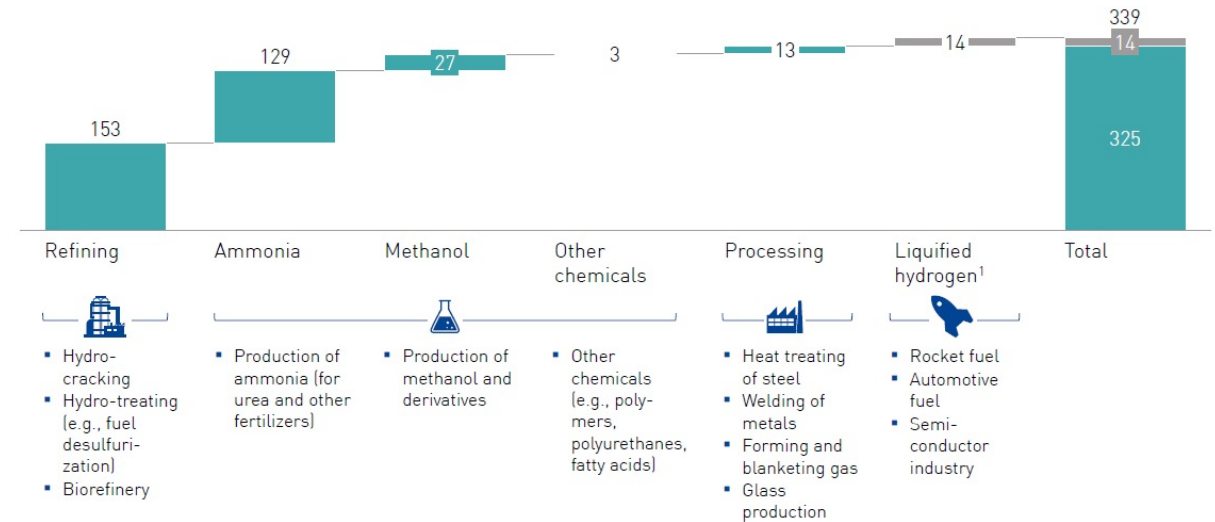 153
129
27
3
13
14
339
14
325
Refining
Ammonia
Methanol
Other
chemicals
Processing
Liquified
hydrogen¹
Total
▪ Hydro-
cracking
▪ Hydro-treating
(e.g., fuel
desulfuri-
zation)
▪ Biorefinery
▪ Production of
ammonia (for
urea and other
fertilizers)
▪ Production of
methanol and
derivatives
▪ Other
chemicals
(e.g., poly-
mers,
polyurethanes,
fatty acids)
▪ Heat treating
of steel
▪ Welding of
metals
▪ Forming and
blanketing gas
▪ Glass
production
▪ Rocket fuel
▪ Automotive
fuel
▪ Semi-
conductor
industry